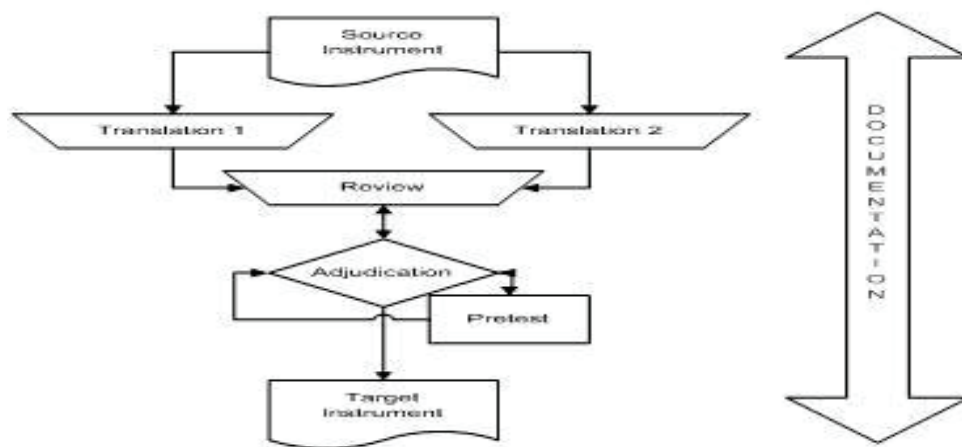 Source
Instrument
Translation 1
Translation 2
Review
Adjudication
Pretest
Target
Instrument
DOCUMENTATION